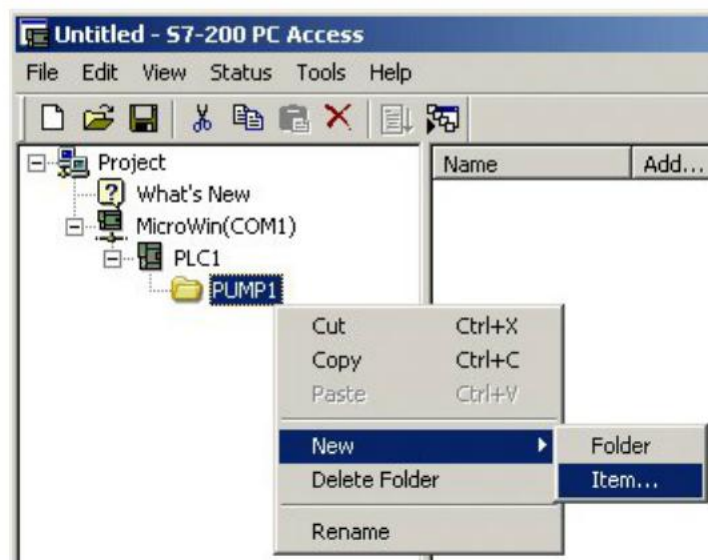 Untitled - S7-200 PC Access
File Edit View Status Tools Help
Project
What's New
MicroWin(COM1)
PLC1
PUMP1
Name Add...
Cut Ctrl+X
Copy Ctrl+C
Paste Ctrl+V
New
Delete Folder
Rename
Folder
Item...